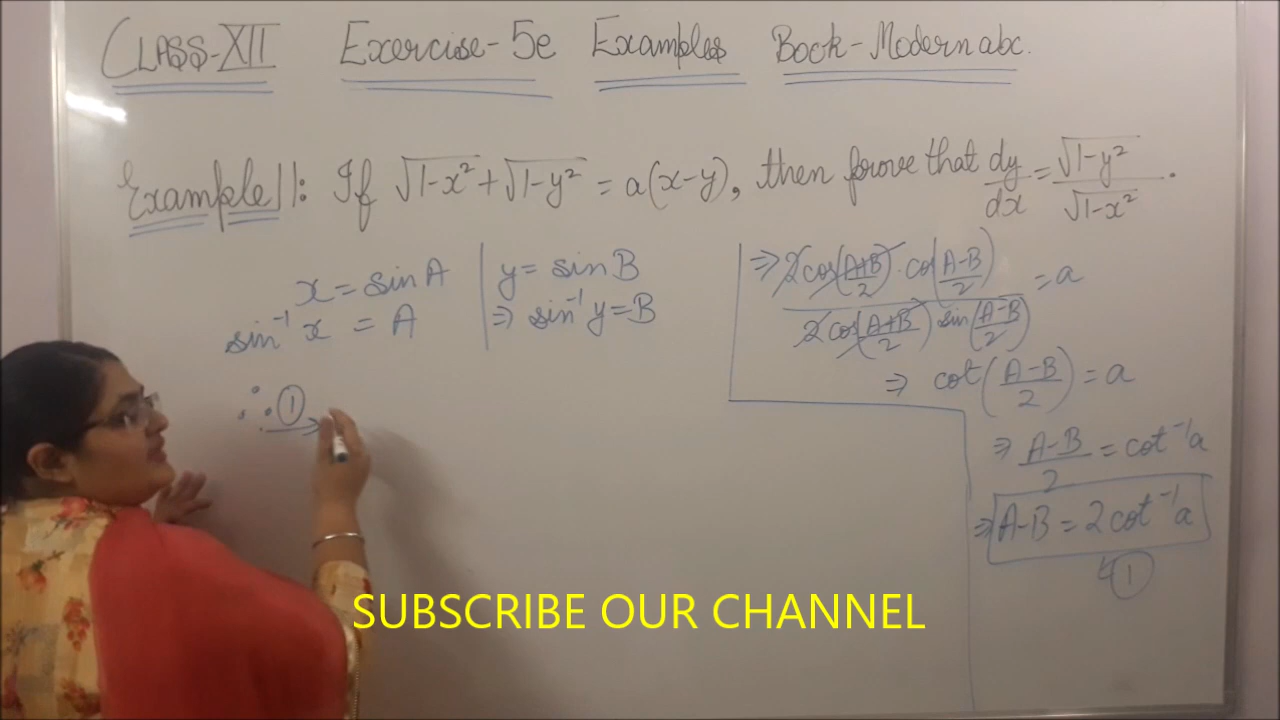 CLASS-XII Exercise-5e Examples Book-Modern abc.
Example 11: If √1-x² + √1-y² = a(x-y), then prove that dy/dx = √1-y²/√1-x².
x = sin A
sin⁻¹ x = A
y = sin B
⇒ sin⁻¹ y = B
∴ ① →
⇒ 2cos(A+B/2)·cos(A-B/2) / 2cos(A+B/2) sin(A-B/2) = a
⇒ cot(A-B/2) = a
⇒ A-B/2 = cot⁻¹a
⇒ A-B = 2cot⁻¹a
①
SUBSCRIBE OUR CHANNEL